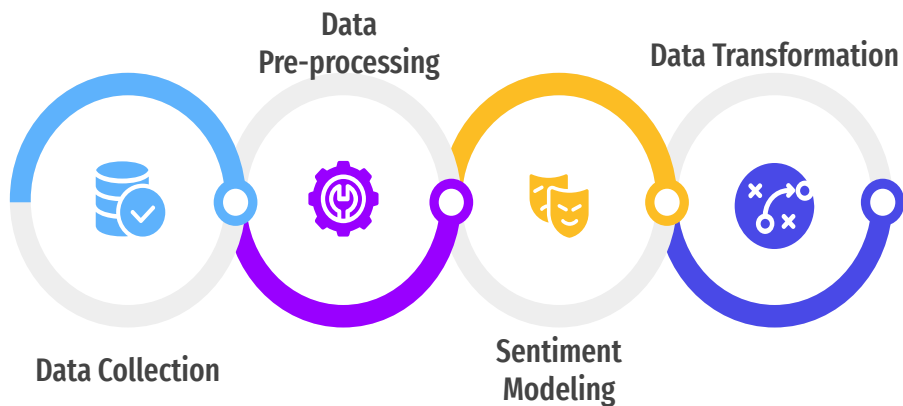 Data
Pre-processing
Data Transformation
Data Collection
Sentiment
Modeling